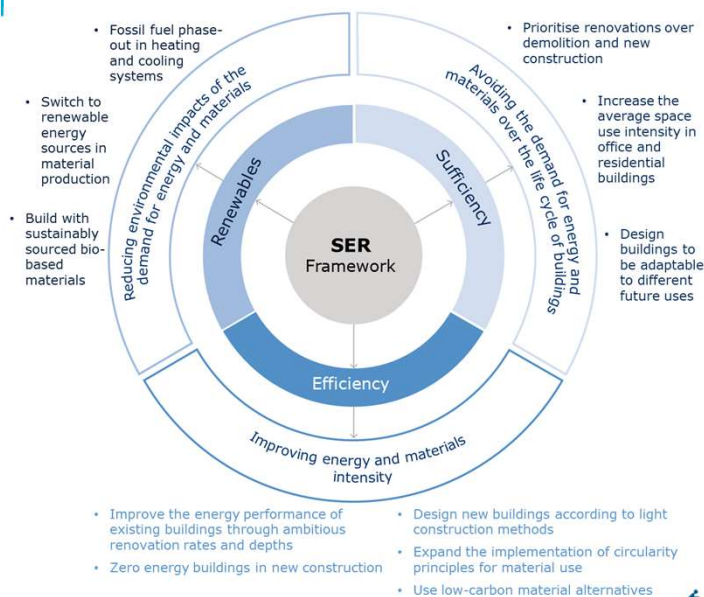 • Fossil fuel phase-
out in heating
and cooling
systems
• Switch to
renewable
energy
sources in
material
production
• Build with
sustainably
sourced bio-
based
materials
Reducing environmental impacts of the
demand for energy and materials
Renewables
SER
Framework
Sufficiency
Avoiding the demand for energy and
materials over the life cycle of buildings
• Prioritise renovations over
demolition and new
construction
• Increase the
average space
use intensity in
office and
residential
buildings
• Design
buildings to
be adaptable
to different
future uses
Efficiency
Improving energy and materials
intensity
• Improve the energy performance of
existing buildings through ambitious
renovation rates and depths
• Zero energy buildings in new construction
• Design new buildings according to light
construction methods
• Expand the implementation of circularity
principles for material use
• Use low-carbon material alternatives